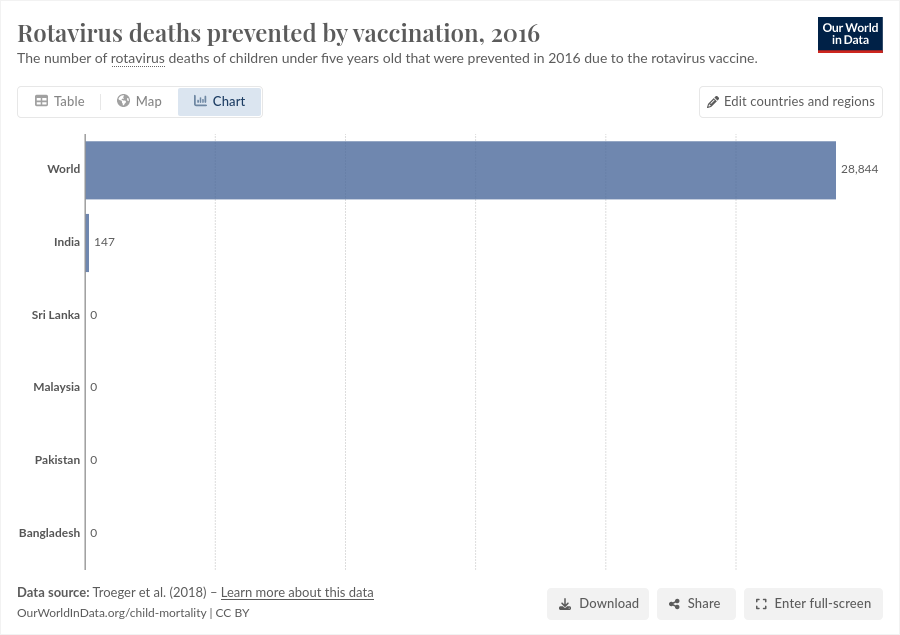 Rotavirus deaths prevented by vaccination, 2016
The number of rotavirus deaths of children under five years old that were prevented in 2016 due to the rotavirus vaccine.
Our World
in Data
Table
Map
Chart
Edit countries and regions
World
28,844
India
147
Sri Lanka
0
Malaysia
0
Pakistan
0
Bangladesh
0
Data source: Troeger et al. (2018) – Learn more about this data
OurWorldInData.org/child-mortality | CC BY
Download
Share
Enter full-screen